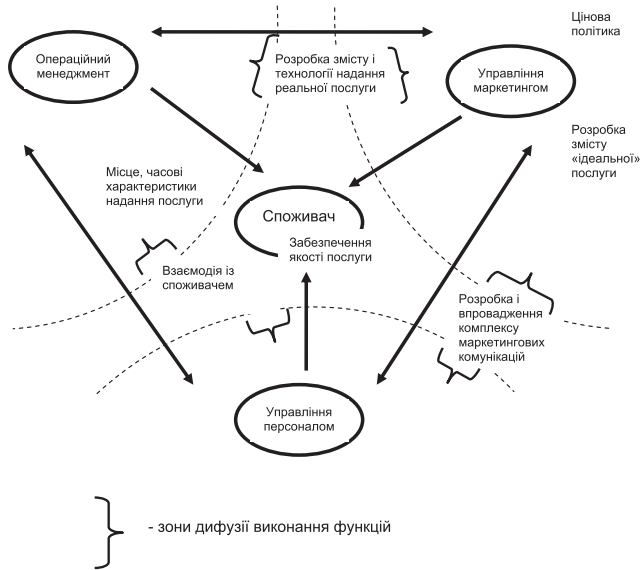 Цінова
політика
Операційний
менеджмент
Розробка змісту і
технології надання
реальної послуги
Управління
маркетингом
Розробка
змісту
«ідеальної»
послуги
Місце, часові
характеристики
надання послуги
Споживач
Забезпечення
якості послуги
Взаємодія із
споживачем
Розробка і
впровадження
комплексу
маркетингових
комунікацій
Управління
персоналом
- зони дифузії виконання функцій